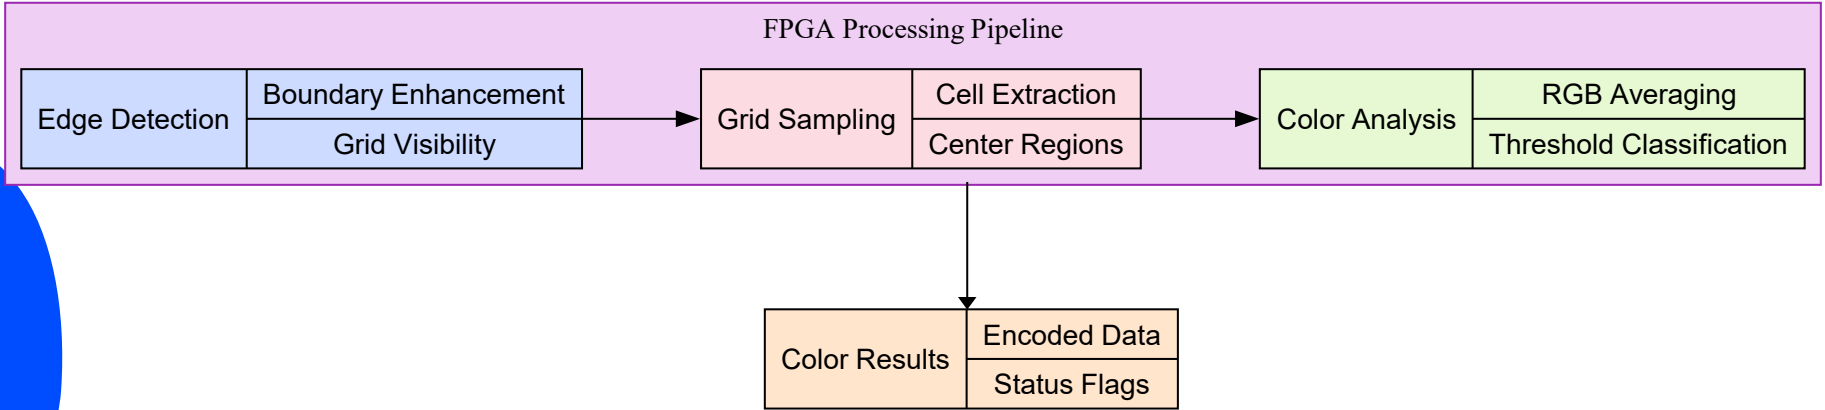 FPGA Processing Pipeline
Edge Detection
Boundary Enhancement
Grid Visibility
Grid Sampling
Cell Extraction
Center Regions
Color Analysis
RGB Averaging
Threshold Classification
Color Results
Encoded Data
Status Flags